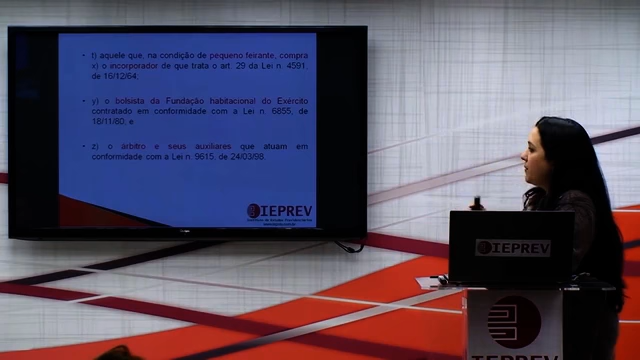 t) aquele que, na condição de pequeno feirante, compra
x) o incorporador de que trata o art. 29 da Lei n. 4591,
de 16/12/64;
y) o bolsista da Fundação habitacional do Exército
contratado em conformidade com a Lei n. 6855, de
18/11/80; e
z) o árbitro e seus auxiliares que atuam em
conformidade com a Lei n. 9615, de 24/03/98.
IEPREV
IEPREV
IEPREV